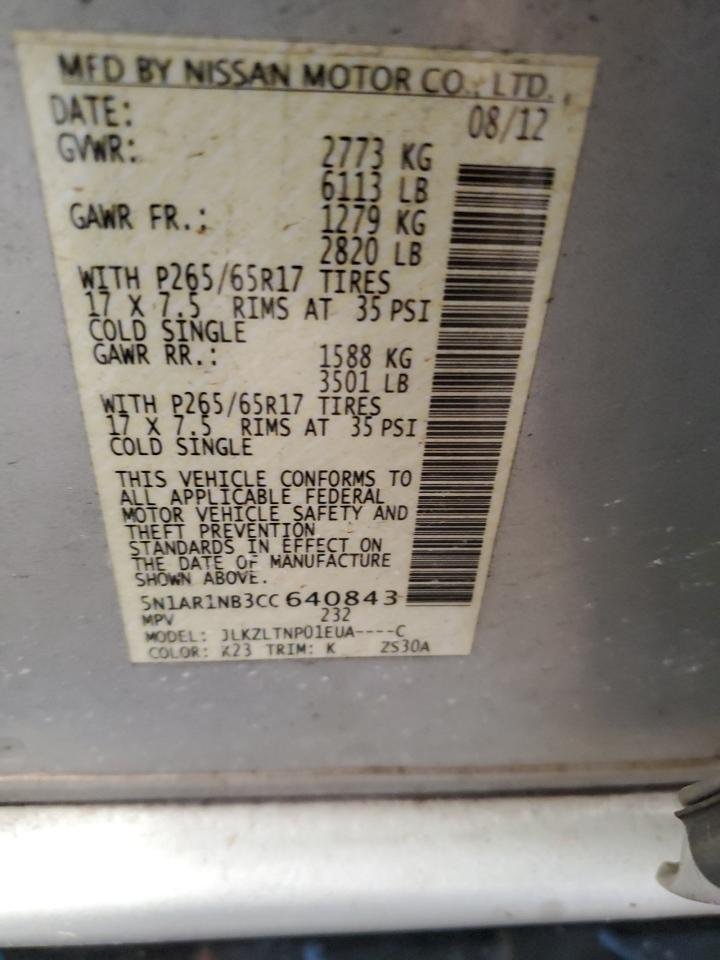 MFD BY NISSAN MOTOR CO., LTD.
DATE: 08/12
GVWR: 2773 KG
6113 LB
GAWR FR.: 1279 KG
2820 LB
WITH P265/65R17 TIRES
17 X 7.5 RIMS AT 35 PSI
COLD SINGLE
GAWR RR.: 1588 KG
3501 LB
WITH P265/65R17 TIRES
17 X 7.5 RIMS AT 35 PSI
COLD SINGLE
THIS VEHICLE CONFORMS TO
ALL APPLICABLE FEDERAL
MOTOR VEHICLE SAFETY AND
THEFT PREVENTION
STANDARDS IN EFFECT ON
THE DATE OF MANUFACTURE
SHOWN ABOVE.
5N1AR1NB3CC 640843
MPV 232
MODEL: JLKZLTNP01EUA----C
COLOR: K23 TRIM: K ZS30A